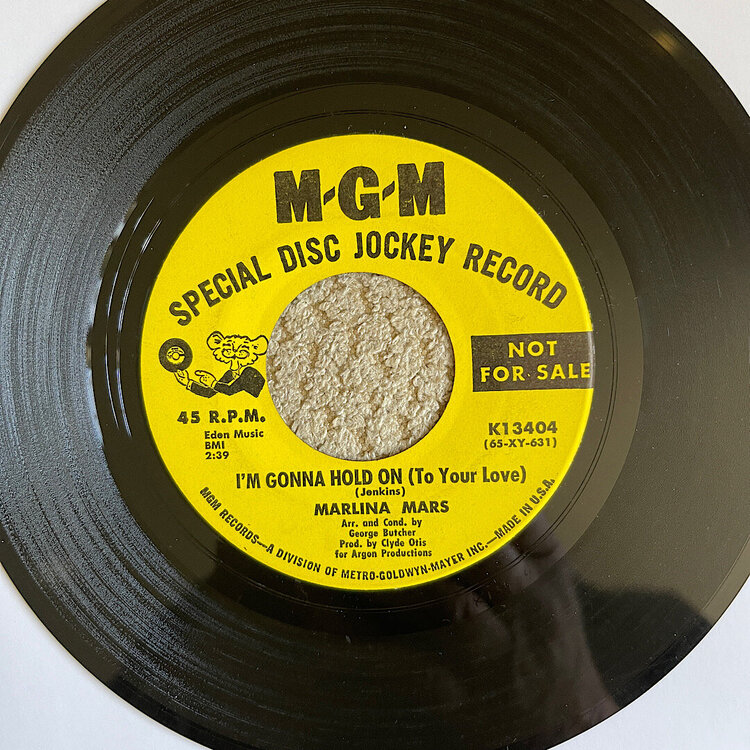 M-G-M
SPECIAL DISC JOCKEY RECORD
NOT
FOR SALE
45 R.P.M.
Eden Music
BMI
2:39
K13404
(65-XY-631)
I'M GONNA HOLD ON (To Your Love)
(Jenkins)
MARLINA MARS
Arr. and Cond. by
George Butcher
Prod. by Clyde Otis
for Argon Productions
MGM RECORDS—A DIVISION OF METRO-GOLDWYN-MAYER INC.—MADE IN U.S.A.